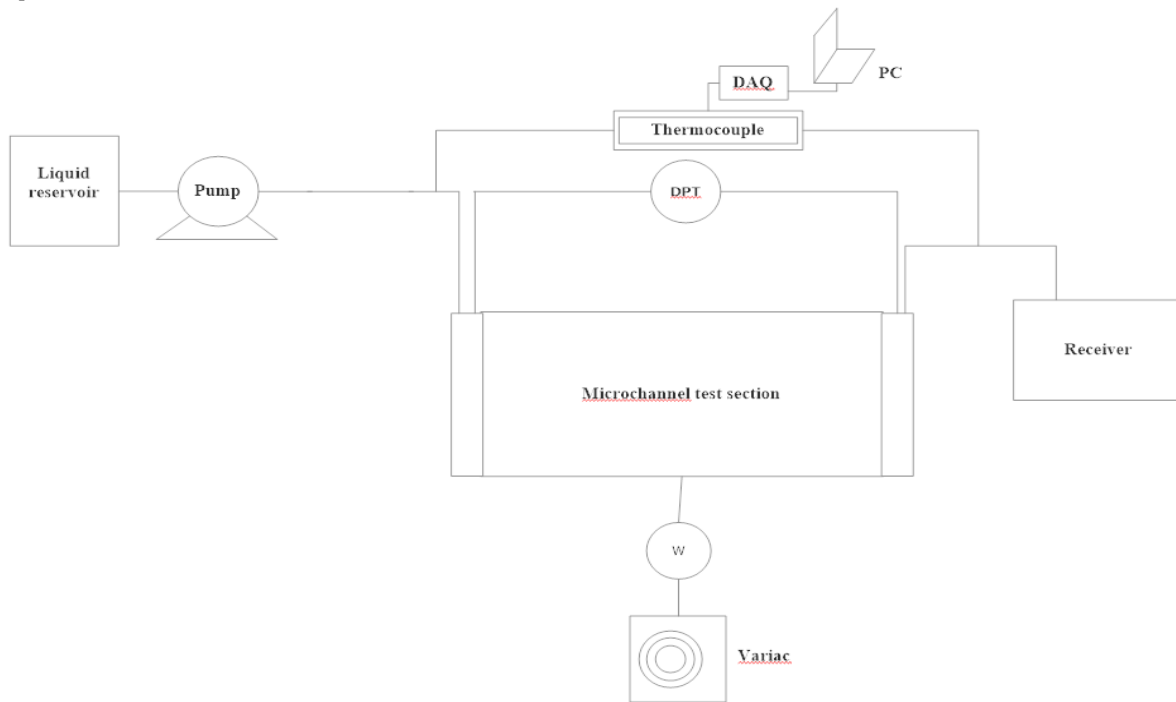 PC
DAQ
Thermocouple
Liquid
reservoir
Pump
DPT
Receiver
Microchannel test section
W
Variac